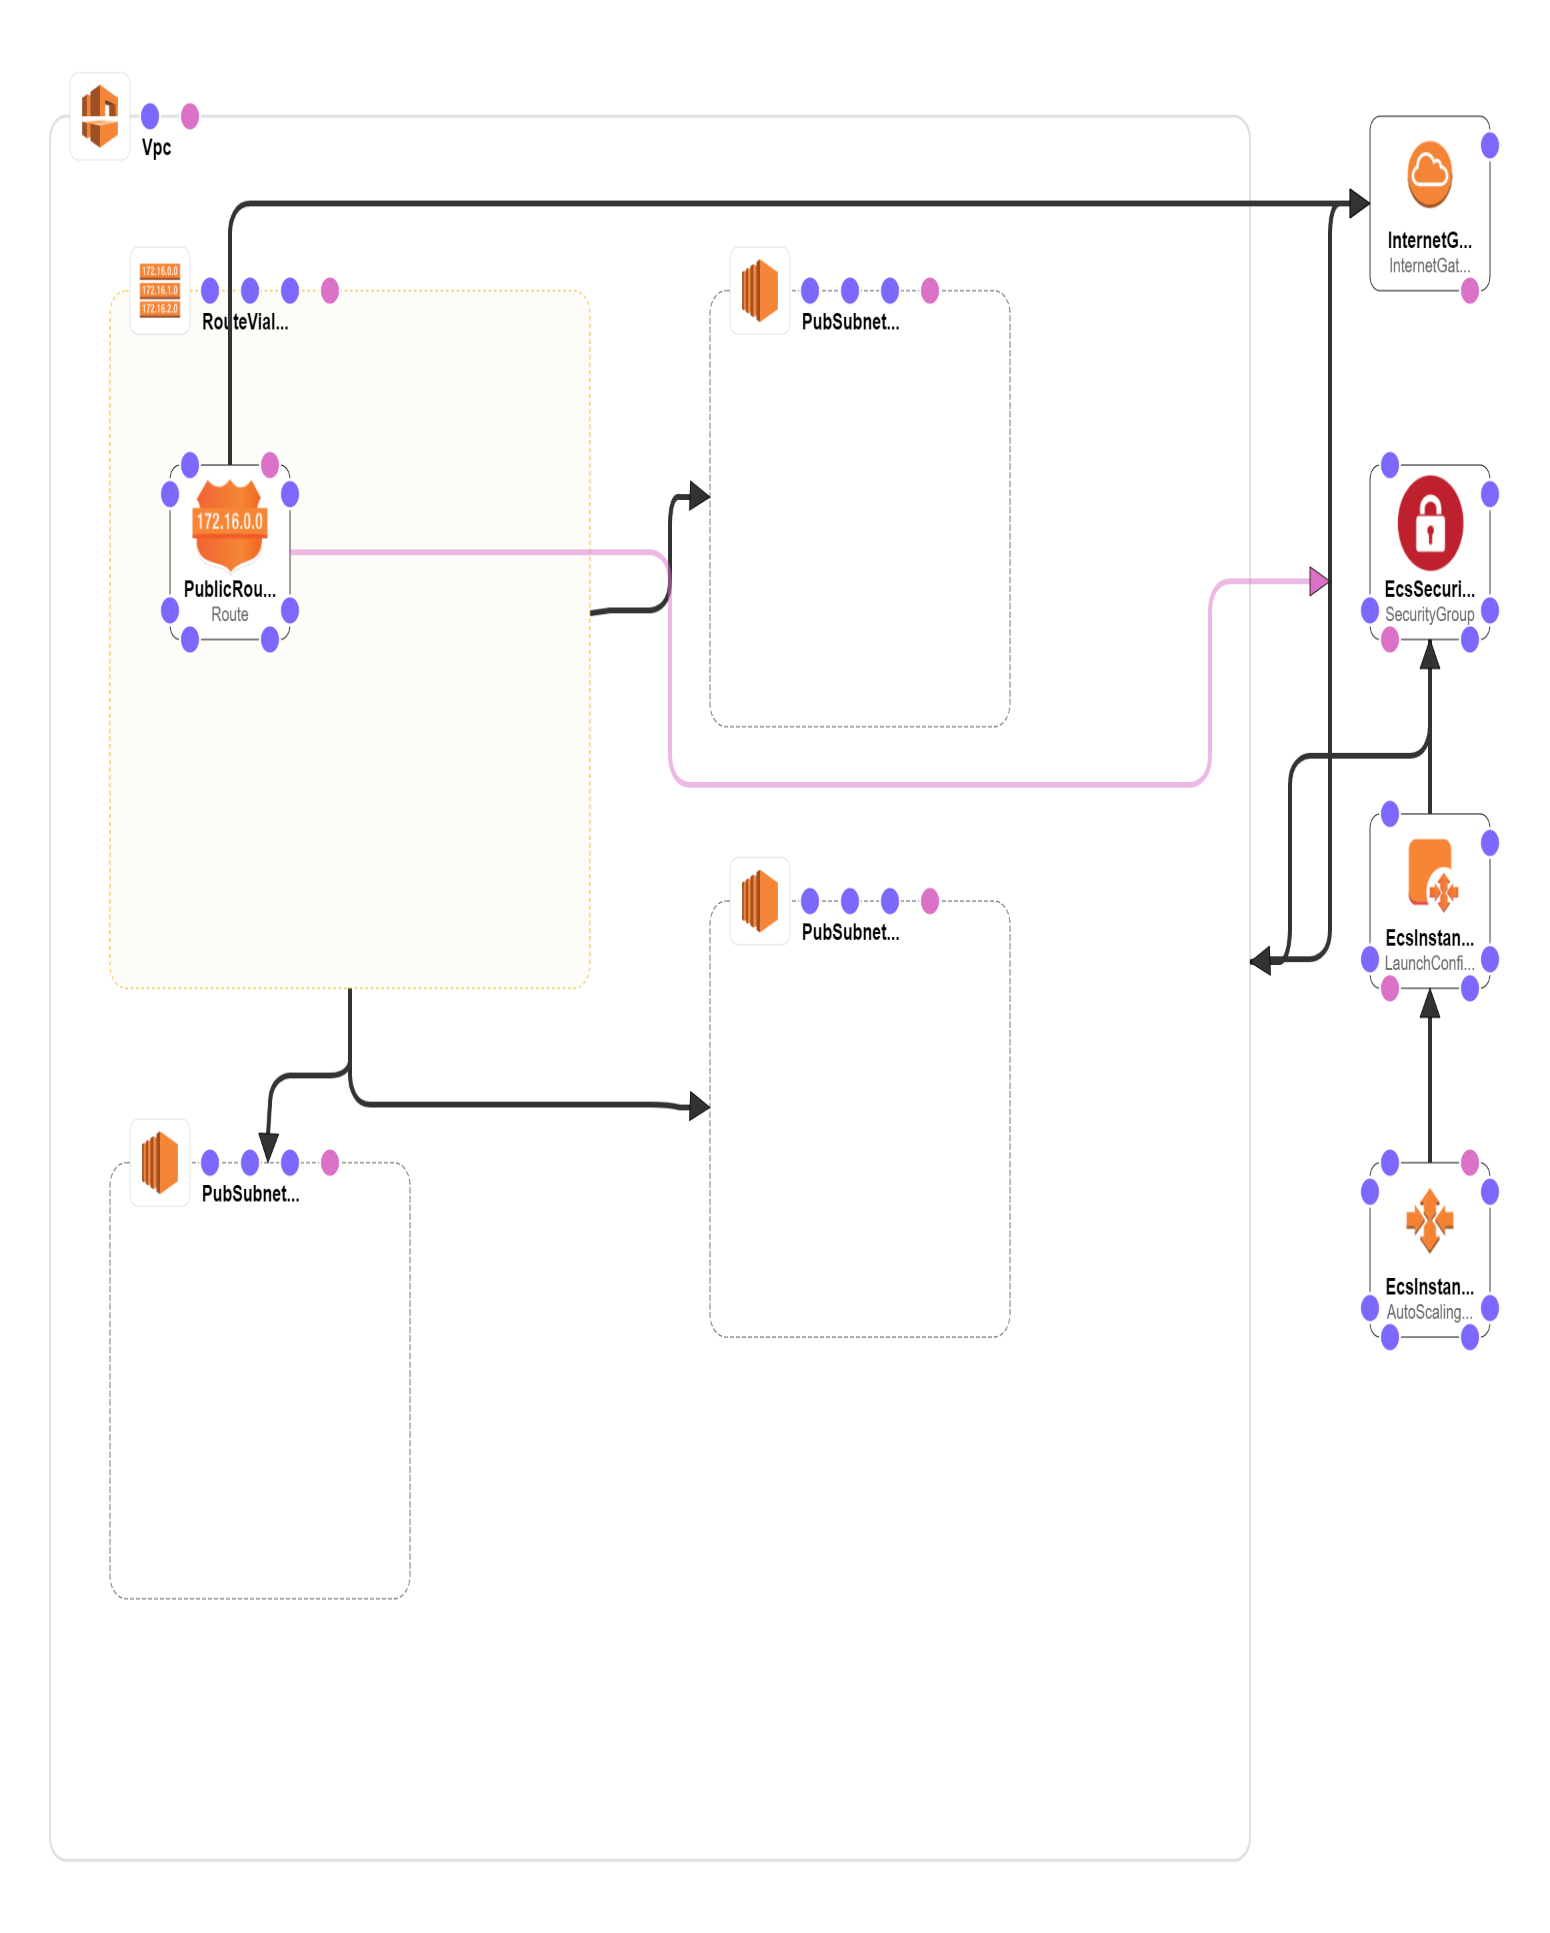 Vpc
InternetG...
InternetGat...
172.16.0.0
172.16.1.0
172.16.2.0
RouteVial...
PubSubnet...
172.16.0.0
PublicRou...
Route
EcsSecuri...
SecurityGroup
PubSubnet...
EcsInstan...
LaunchConfi...
PubSubnet...
EcsInstan...
AutoScaling...